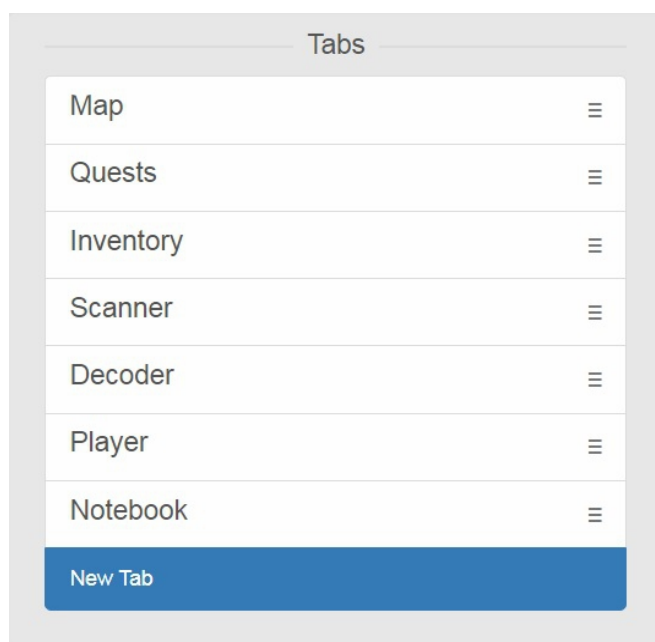 Tabs
Map
Quests
Inventory
Scanner
Decoder
Player
Notebook
New Tab